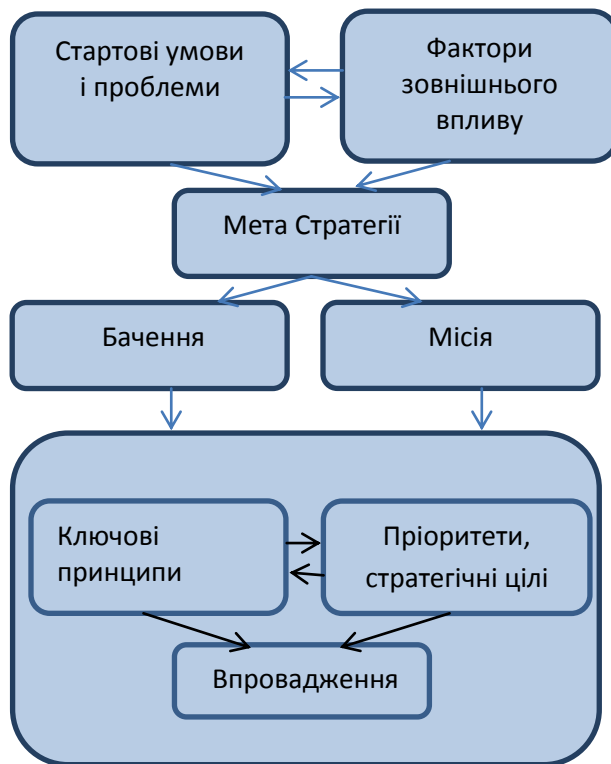 Стартові умови
і проблеми
Фактори
зовнішнього
впливу
Мета Стратегії
Бачення
Місія
Ключові
принципи
Пріоритети,
стратегічні цілі
Впровадження